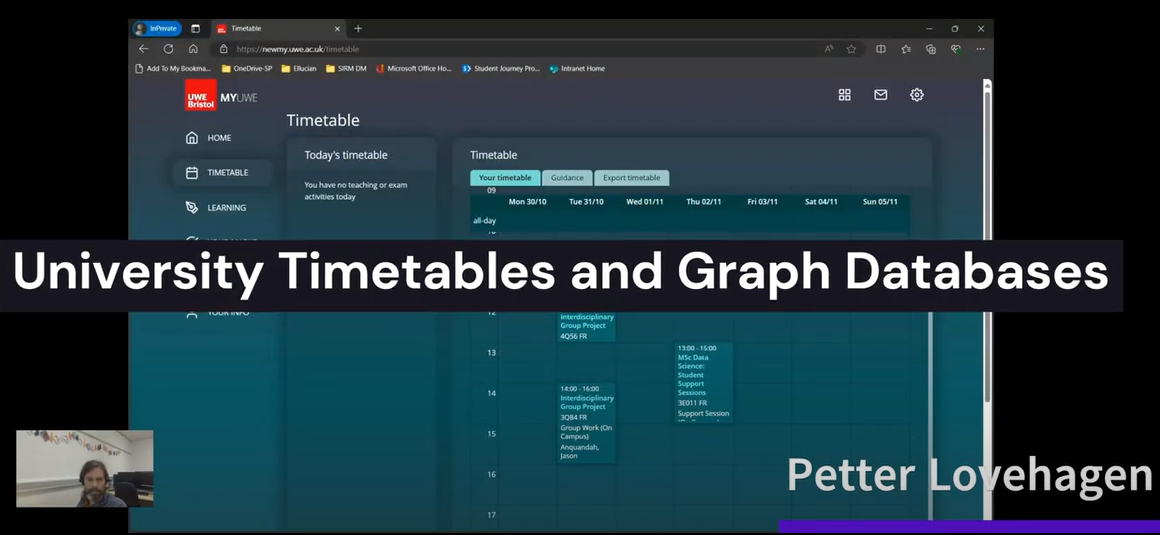 InPrivate
Timetable
https://newmy.uwe.ac.uk/timetable
Add To My Bookma...
OneDrive-SP
Ellucian
SIRM DM
Microsoft Office Ho...
Student Journey Pro...
Intranet Home
UWE
Bristol
MYUWE
Timetable
HOME
TIMETABLE
LEARNING
YOUR INFO
Today's timetable
You have no teaching or exam
activities today
Timetable
Your timetable
Guidance
Export timetable
09
Mon 30/10
Tue 31/10
Wed 01/11
Thu 02/11
Fri 03/11
Sat 04/11
Sun 05/11
all-day
University Timetables and Graph Databases
12
Interdisciplinary
Group Project
4Q56 FR
13
13:00 - 15:00
MSc Data
Science:
Student
Support
Sessions
3E011 FR
Support Session
14
14:00 - 16:00
Interdisciplinary
Group Project
3Q84 FR
Group Work (On
Campus)
Anquandah,
Jason
15
16
17
Petter Lovehagen